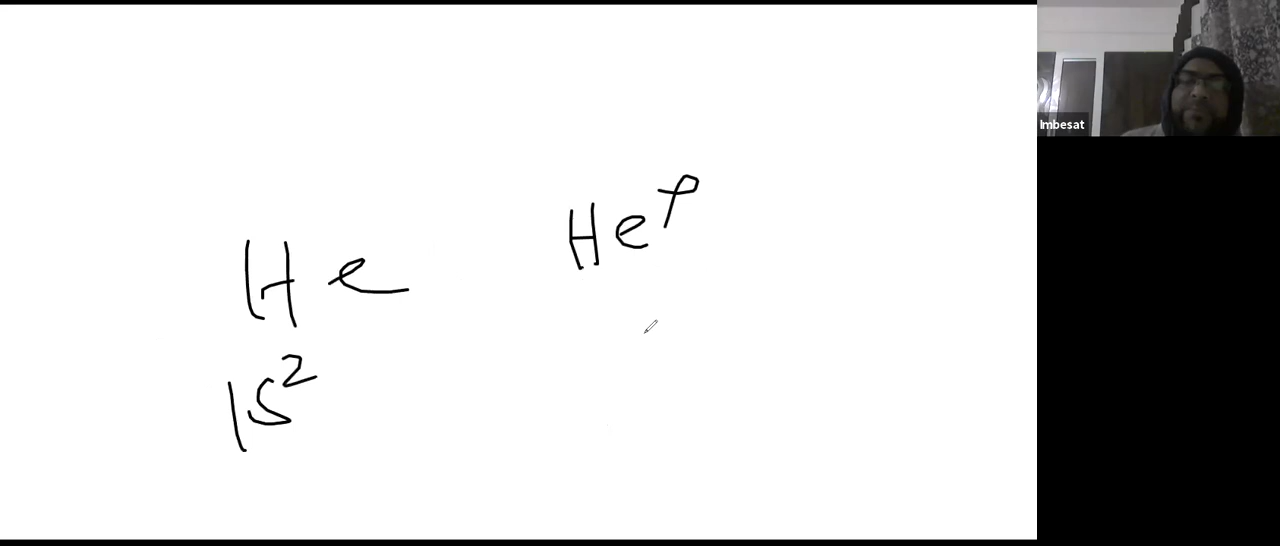 He He⁺
1s²
Imbesat